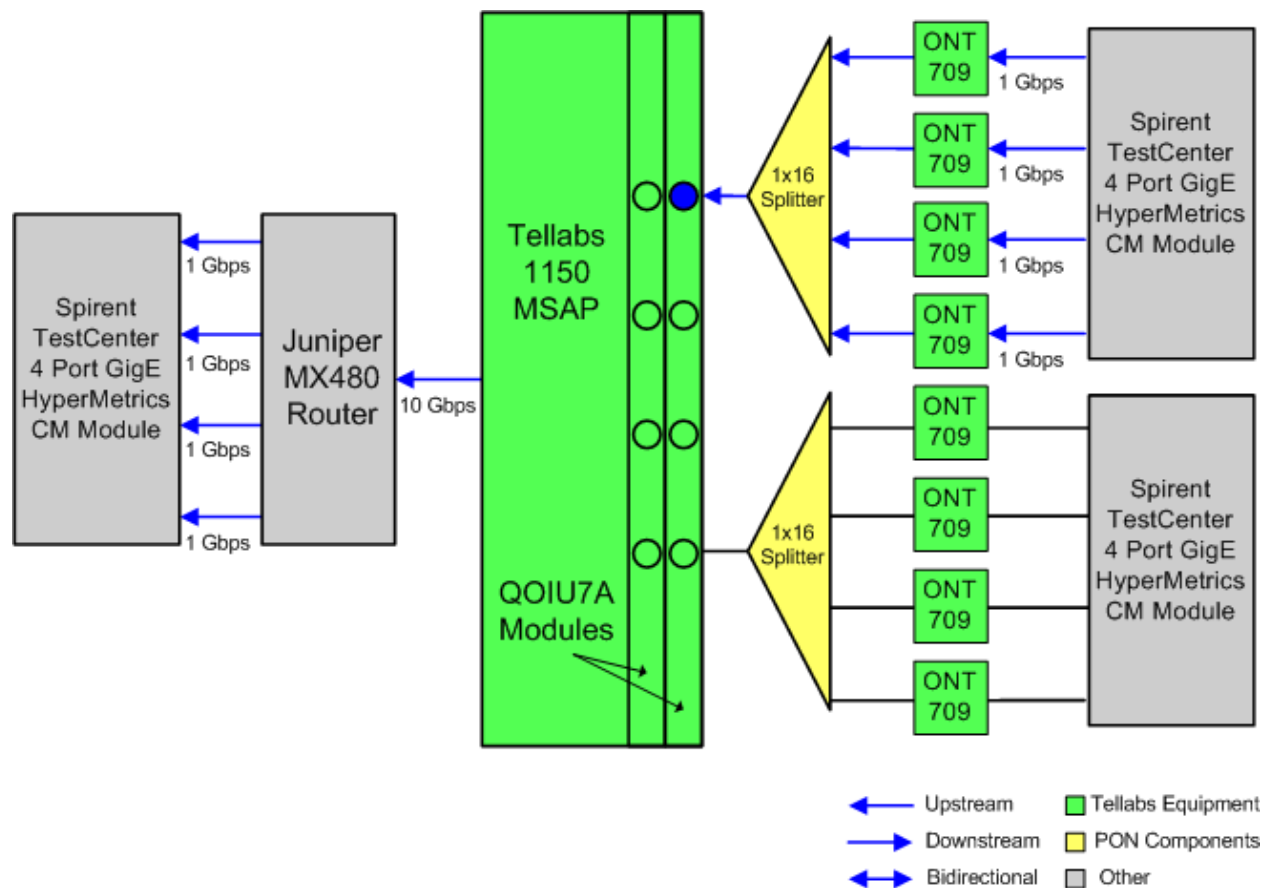 Spirent
TestCenter
4 Port GigE
HyperMetrics
CM Module
1 Gbps
1 Gbps
1 Gbps
1 Gbps
Juniper
MX480
Router
10 Gbps
Tellabs
1150
MSAP
QOIU7A
Modules
1x16
Splitter
ONT
709
1 Gbps
ONT
709
1 Gbps
ONT
709
1 Gbps
ONT
709
1 Gbps
Spirent
TestCenter
4 Port GigE
HyperMetrics
CM Module
1x16
Splitter
ONT
709
ONT
709
ONT
709
ONT
709
Spirent
TestCenter
4 Port GigE
HyperMetrics
CM Module
Upstream
Downstream
Bidirectional
Tellabs Equipment
PON Components
Other